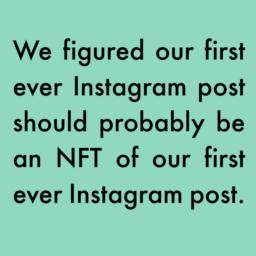 We figured our first
ever Instagram post
should probably be
an NFT of our first
ever Instagram post.